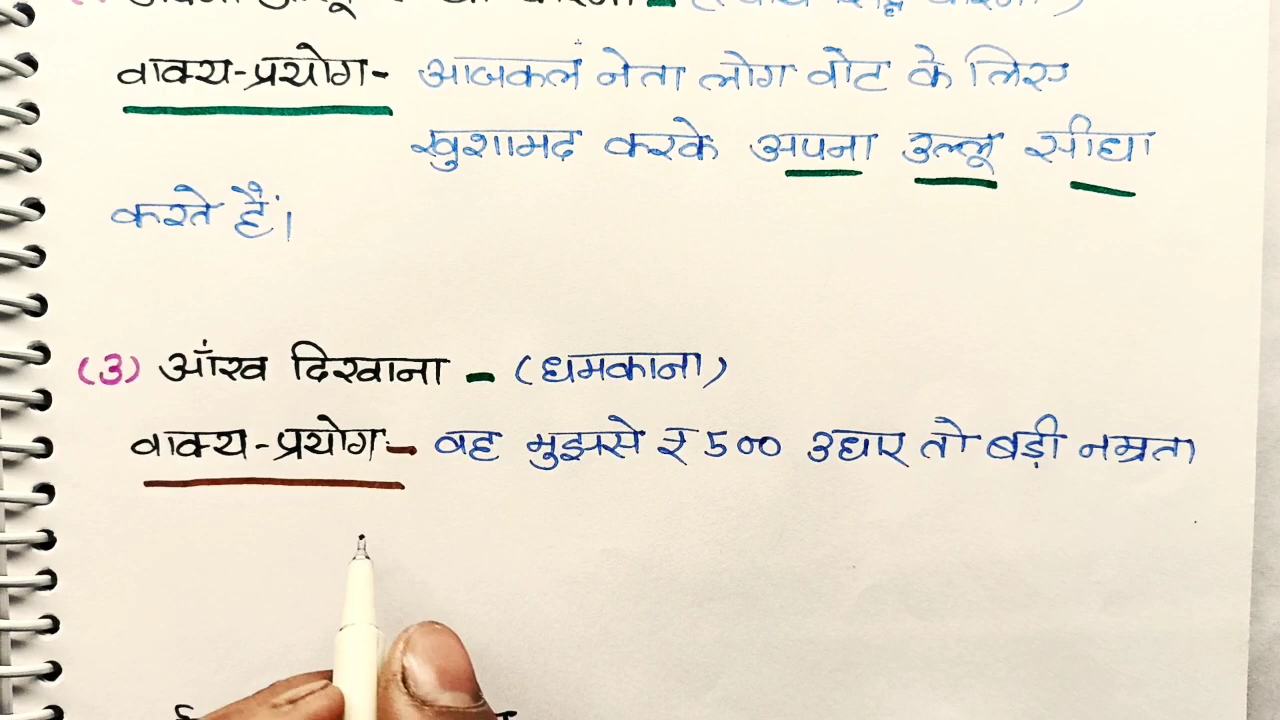 वाक्य-प्रयोग- आजकल नेता लोग वोट के लिए
खुशामद करके अपना उल्लू सीधा
करते हैं।
(3) आँख दिखाना - (धमकाना)
वाक्य-प्रयोग:- वह मुझसे ₹ 500 उधार तो बड़ी नम्रता